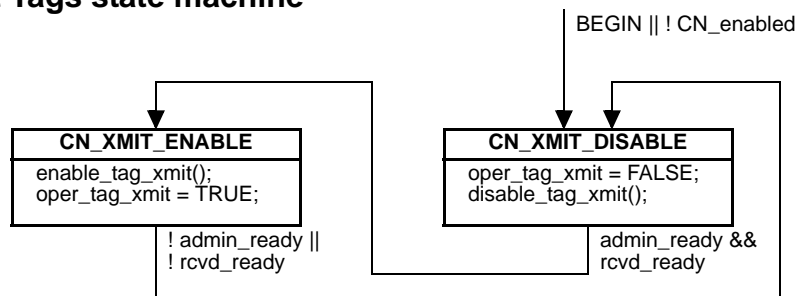 Tags state machine
BEGIN || ! CN_enabled
CN_XMIT_ENABLE
enable_tag_xmit();
oper_tag_xmit = TRUE;
! admin_ready ||
! rcvd_ready
CN_XMIT_DISABLE
oper_tag_xmit = FALSE;
disable_tag_xmit();
admin_ready &&
rcvd_ready